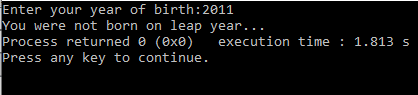 Enter your year of birth:2011
You were not born on leap year...
Process returned 0 (0x0)   execution time : 1.813 s
Press any key to continue.